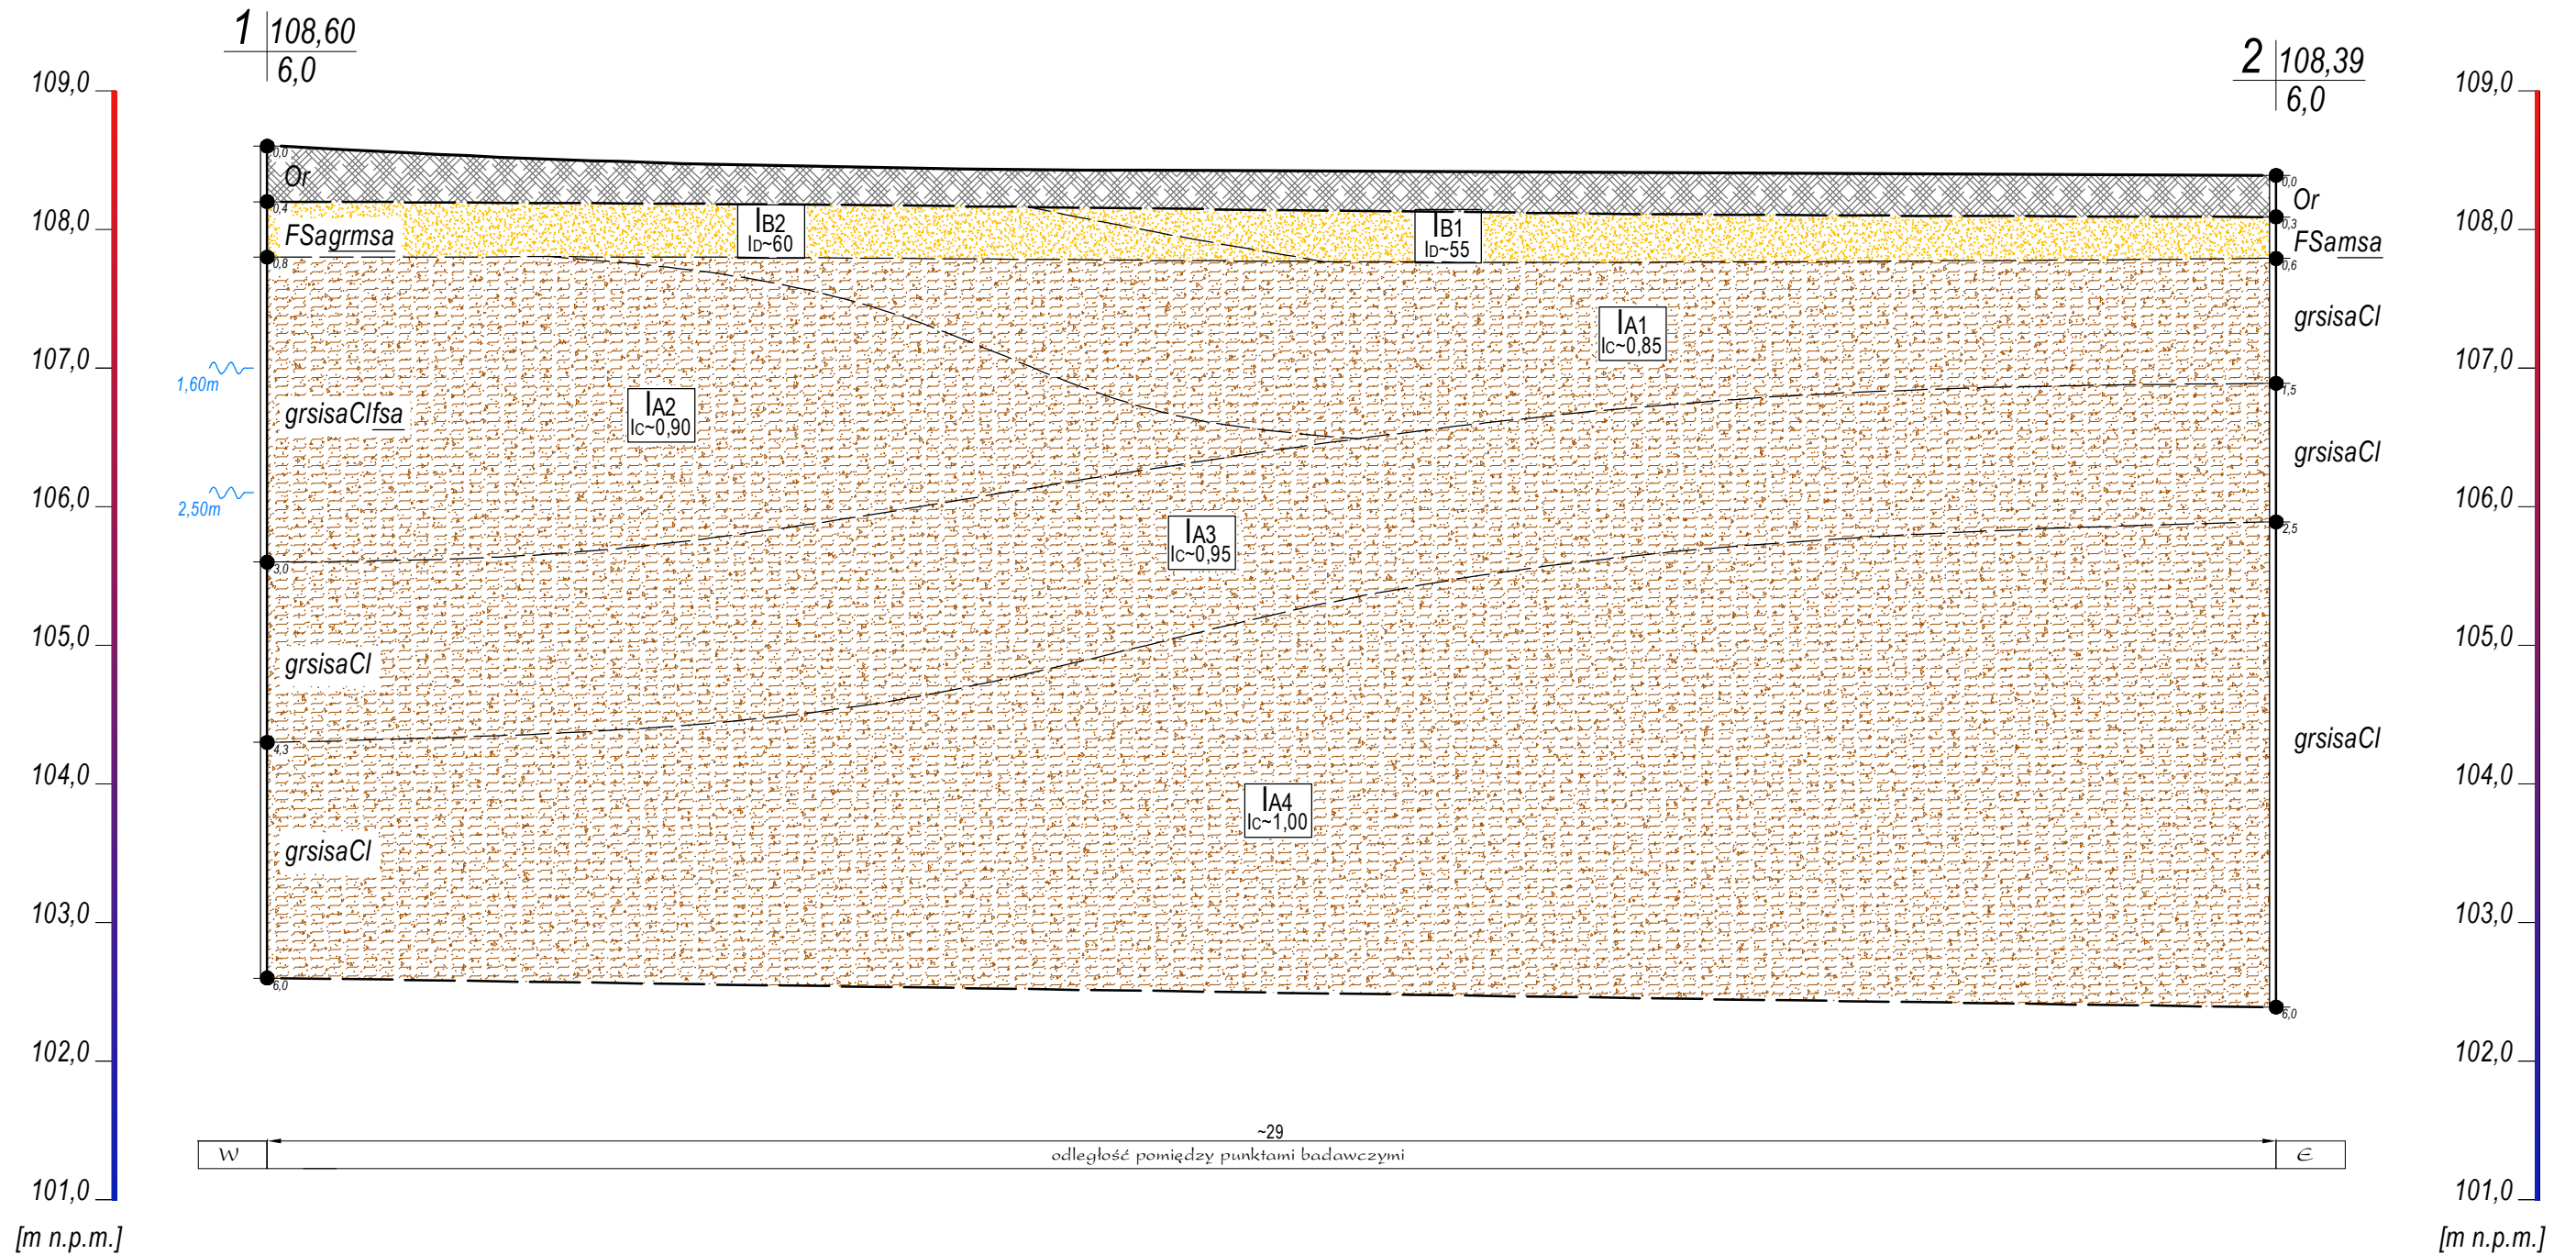 1 108,60
6,0
2 108,39
6,0
109,0
109,0
0,0
Or
0,0
Or
0,4
0,3
108,0
108,0
FSagrmsa
IB2
ID~60
IB1
ID~55
FSamsa
0,8
0,6
grsisaCl
IA1
IC~0,85
107,0
107,0
1,60m
1,5
grsisaClfsa
IA2
IC~0,90
grsisaCl
106,0
106,0
2,50m
2,5
IA3
IC~0,95
3,0
105,0
105,0
grsisaCl
4,3
grsisaCl
104,0
104,0
IA4
IC~1,00
grsisaCl
103,0
103,0
6,0
6,0
102,0
102,0
~29
W
odległość pomiędzy punktami badawczymi
E
101,0
101,0
[m n.p.m.]
[m n.p.m.]